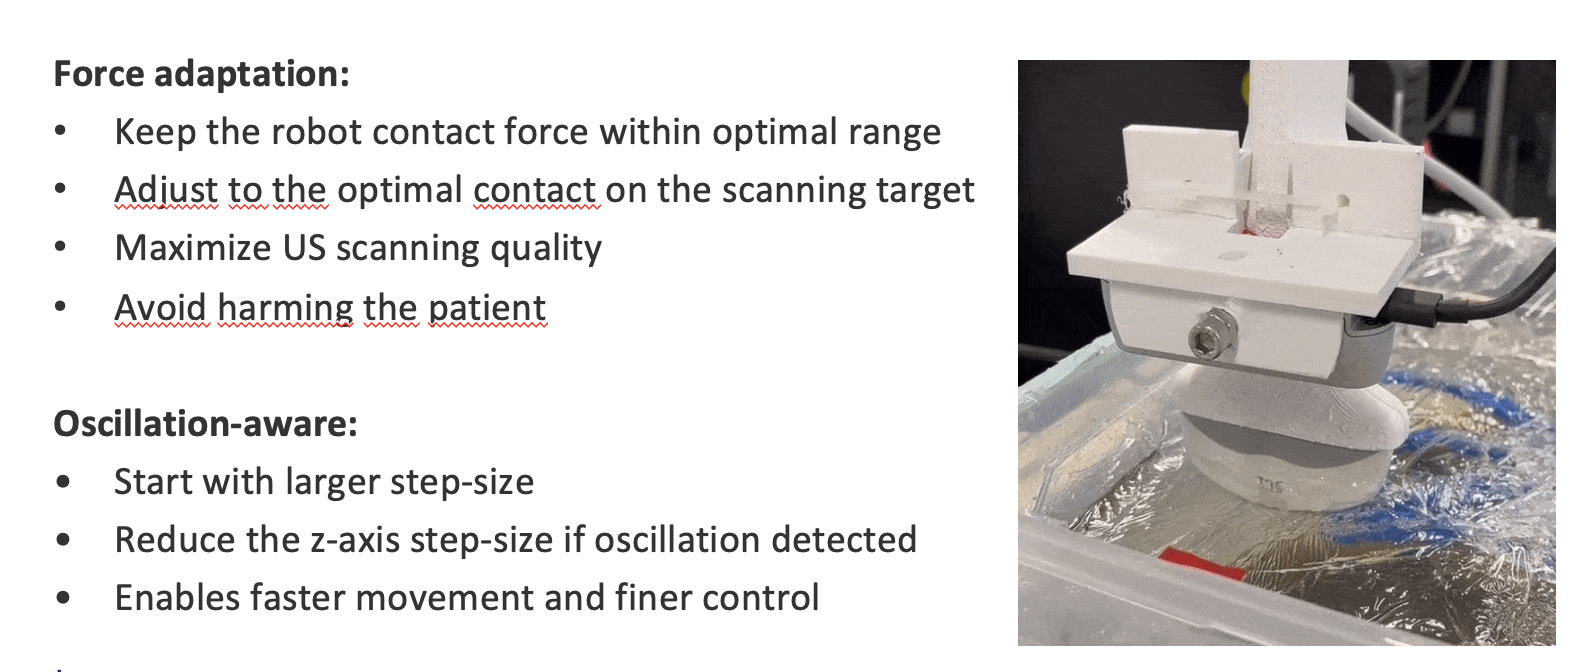 Force adaptation:
• Keep the robot contact force within optimal range
• Adjust to the optimal contact on the scanning target
• Maximize US scanning quality
• Avoid harming the patient
Oscillation-aware:
• Start with larger step-size
• Reduce the z-axis step-size if oscillation detected
• Enables faster movement and finer control